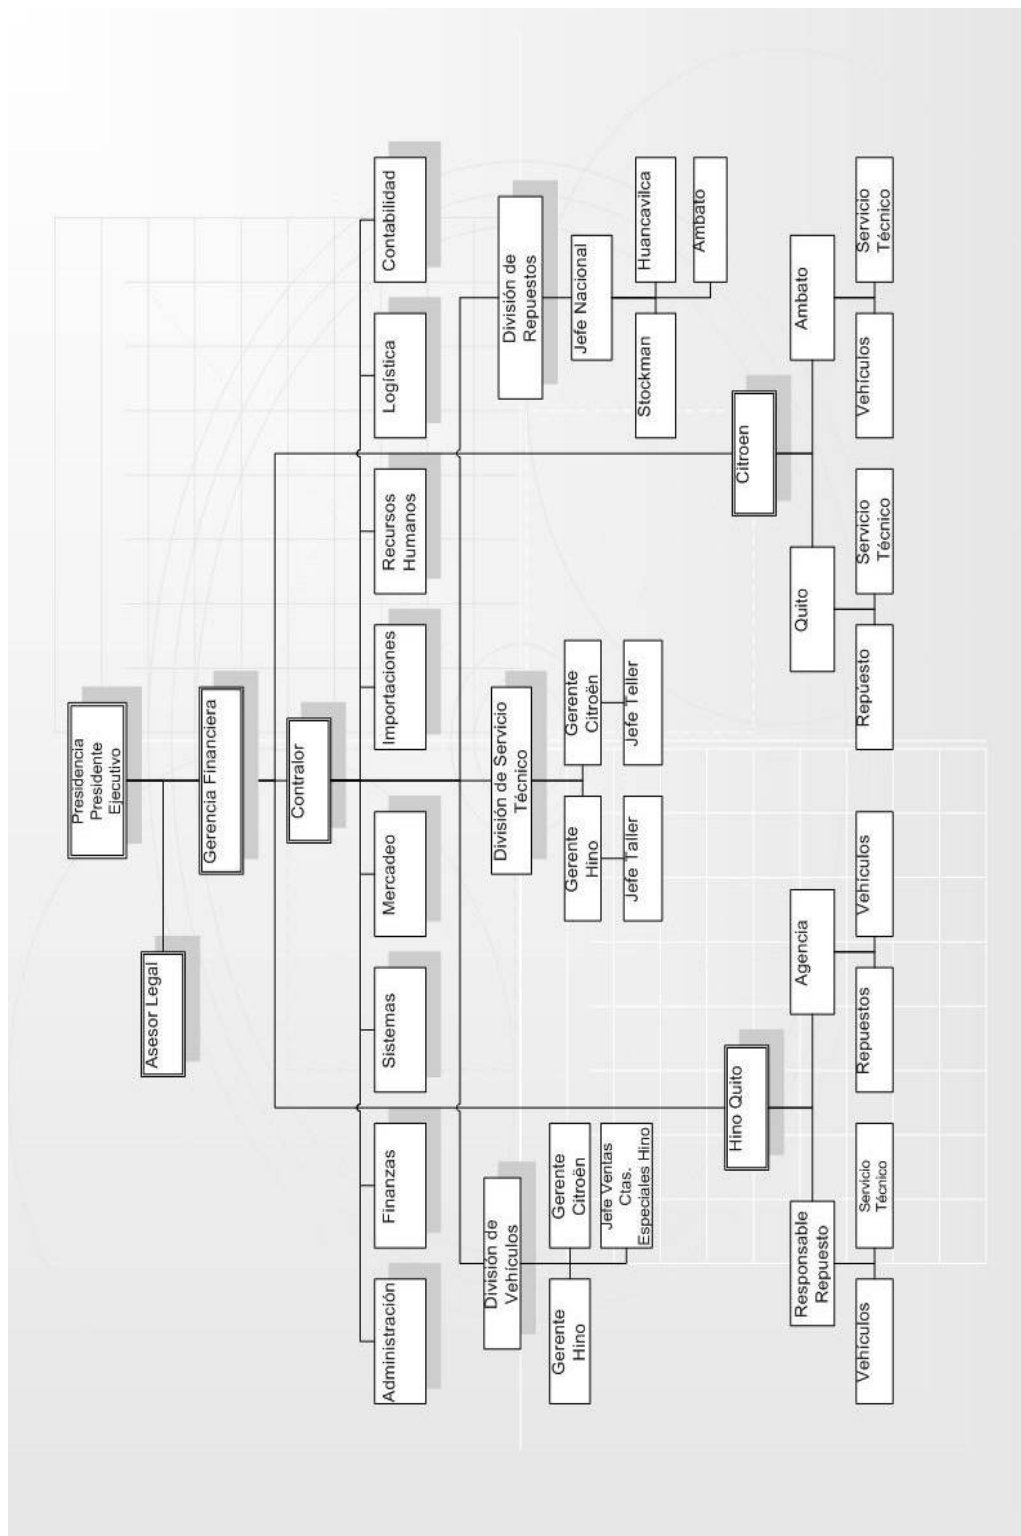 Presidencia
Presidente
Ejecutivo
Asesor Legal
Gerencia Financiera
Contralor
Administración
Finanzas
Sistemas
Mercadeo
Importaciones
Recursos
Humanos
Logística
Contabilidad
División de
Vehículos
Gerente
Hino
Gerente
Citroën
Jefe Ventas
Ctas.
Especiales Hino
División de Servicio
Técnico
Gerente
Hino
Gerente
Citroën
Jefe Taller
Jefe Teller
División de
Repuestos
Jefe Nacional
Stockman
Huancavilca
Ambato
Hino Quito
Responsable
Repuesto
Agencia
Vehículos
Servicio
Técnico
Repuestos
Vehículos
Citroen
Quito
Ambato
Repuesto
Servicio
Técnico
Vehículos
Servicio
Técnico